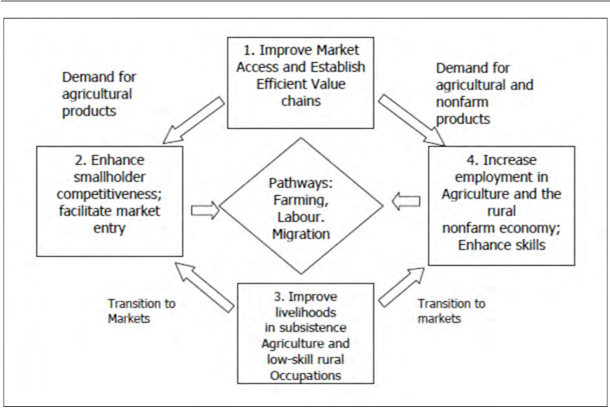 1. Improve Market
Access and Establish
Efficient Value
chains
Demand for
agricultural
products
Demand for
agricultural and
nonfarm
products
2. Enhance
smallholder
competitiveness;
facilitate market
entry
Pathways:
Farming,
Labour.
Migration
4. Increase
employment in
Agriculture and the
rural
nonfarm economy;
Enhance skills
Transition to
Markets
3. Improve
livelihoods
in subsistence
Agriculture and
low-skill rural
Occupations
Transition to
markets